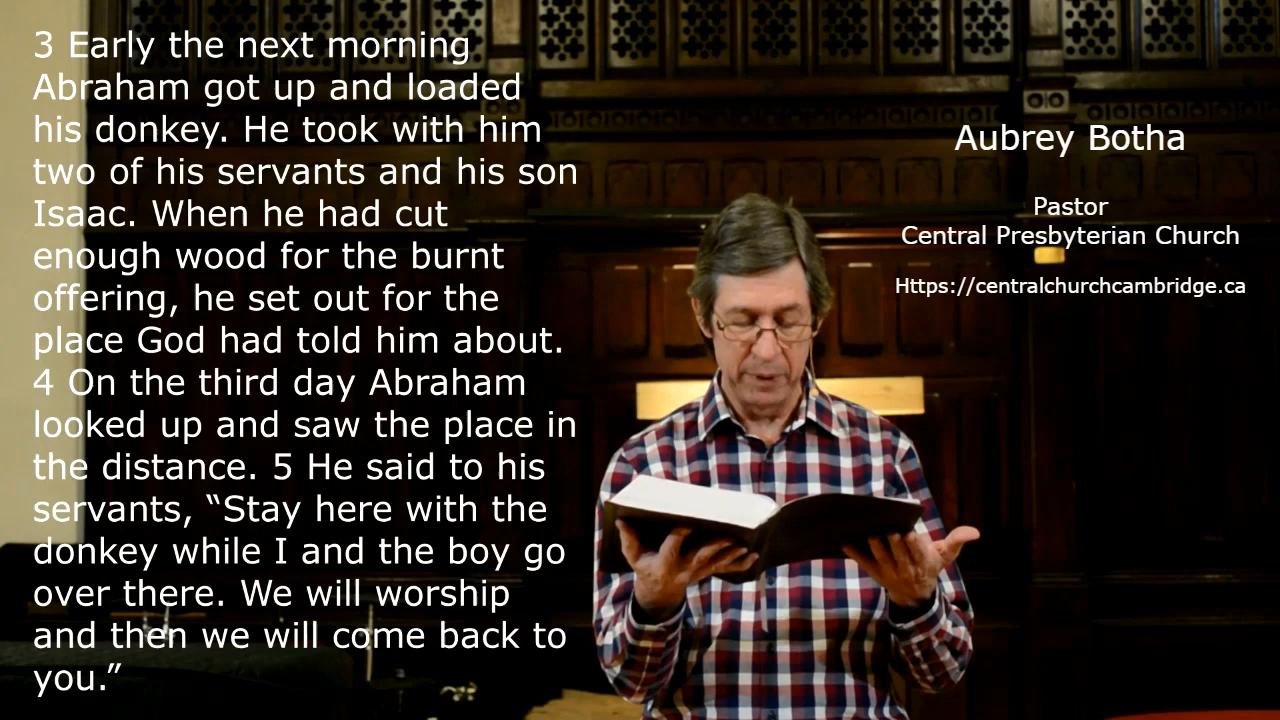 3 Early the next morning
Abraham got up and loaded
his donkey. He took with him
two of his servants and his son
Isaac. When he had cut
enough wood for the burnt
offering, he set out for the
place God had told him about.
4 On the third day Abraham
looked up and saw the place in
the distance. 5 He said to his
servants, “Stay here with the
donkey while I and the boy go
over there. We will worship
and then we will come back to
you.”
Aubrey Botha
Pastor
Central Presbyterian Church
Https://centralchurchcambridge.ca